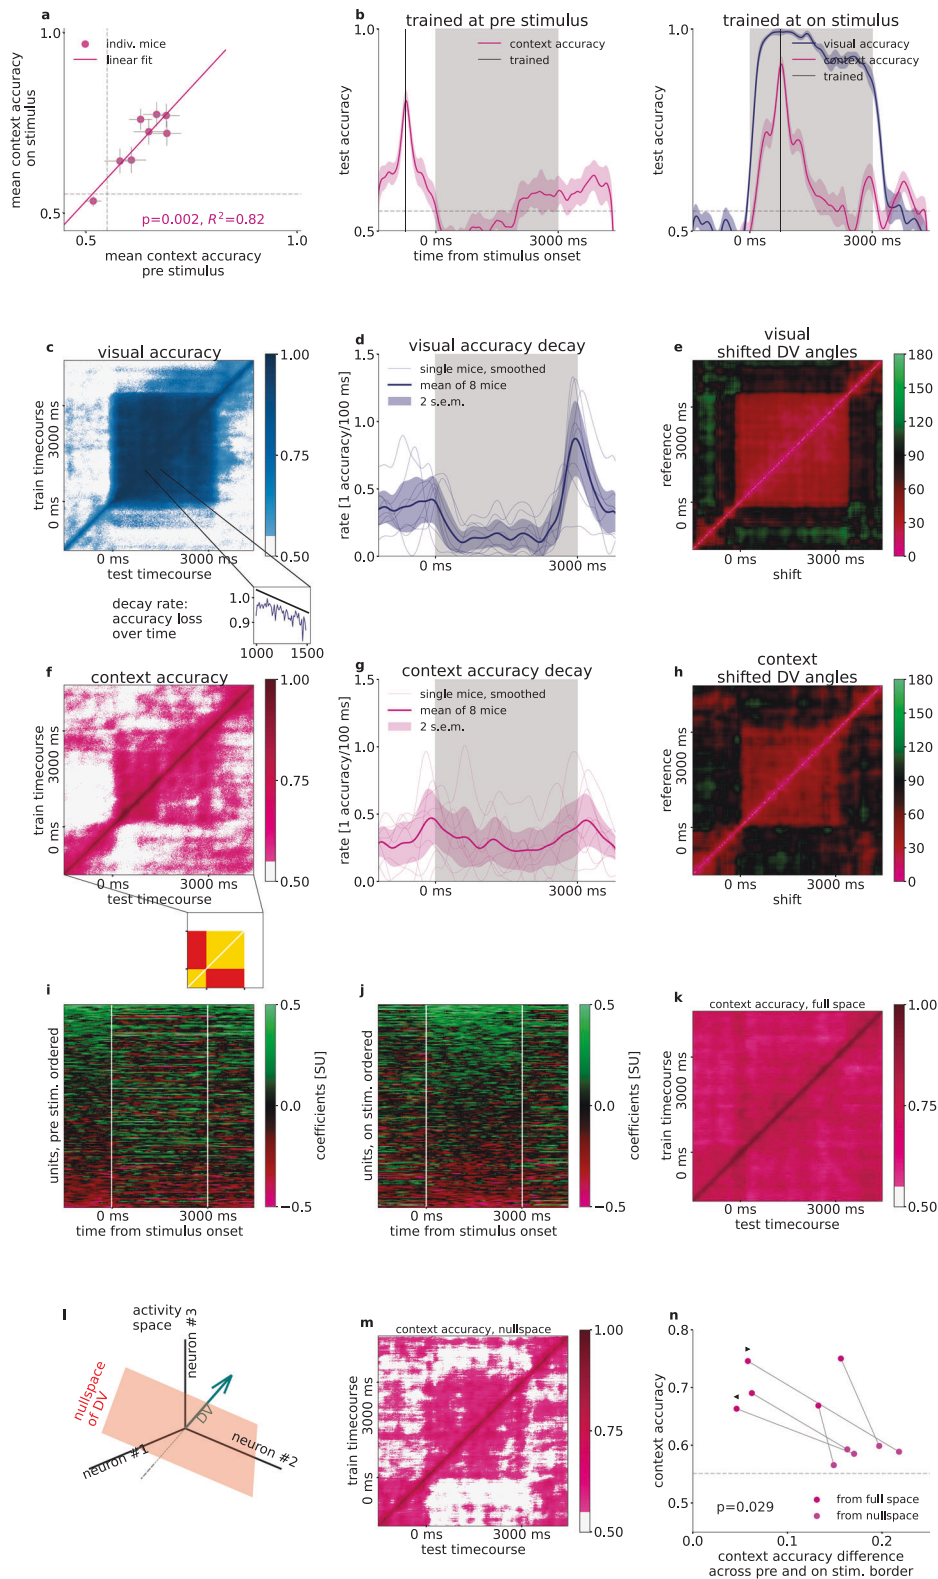 a
1.0
0.5
0.5
1.0
indiv. mice
linear fit
p=0.002, R²=0.82
mean context accuracy
on stimulus
mean context accuracy
pre stimulus
b
trained at pre stimulus
1.0
0.5
test accuracy
context accuracy
trained
0 ms
3000 ms
time from stimulus onset
trained at on stimulus
1.0
0.5
test accuracy
visual accuracy
context accuracy
trained
0 ms
3000 ms
c
visual accuracy
train timecourse
0 ms
3000 ms
0 ms
3000 ms
test timecourse
1.00
0.75
0.50
decay rate:
accuracy loss
over time
1.0
0.9
1000
1500
d
visual accuracy decay
1.5
1.0
0.5
0.0
rate [1 accuracy/100 ms]
single mice, smoothed
mean of 8 mice
2 s.e.m.
0 ms
3000 ms
e
visual
shifted DV angles
reference
0 ms
3000 ms
0 ms
3000 ms
shift
180
150
120
90
60
30
0
f
context accuracy
train timecourse
0 ms
3000 ms
0 ms
3000 ms
test timecourse
1.00
0.75
0.50
g
context accuracy decay
1.5
1.0
0.5
0.0
rate [1 accuracy/100 ms]
single mice, smoothed
mean of 8 mice
2 s.e.m.
0 ms
3000 ms
h
context
shifted DV angles
reference
0 ms
3000 ms
0 ms
3000 ms
shift
180
150
120
90
60
30
0
i
units, pre stim. ordered
0 ms
3000 ms
time from stimulus onset
0.5
0.0
−0.5
coefficients [SU]
j
units, on stim. ordered
0 ms
3000 ms
time from stimulus onset
0.5
0.0
−0.5
coefficients [SU]
k
context accuracy, full space
train timecourse
0 ms
3000 ms
0 ms
3000 ms
test timecourse
1.00
0.75
0.50
l
activity
space
neuron #3
nullspace
of DV
DV
neuron #1
neuron #2
m
context accuracy, nullspace
train timecourse
0 ms
3000 ms
0 ms
3000 ms
test timecourse
1.00
0.75
0.50
n
0.8
0.7
0.6
0.5
context accuracy
p=0.029
from full space
from nullspace
0.0
0.1
0.2
context accuracy difference
across pre and on stim. border